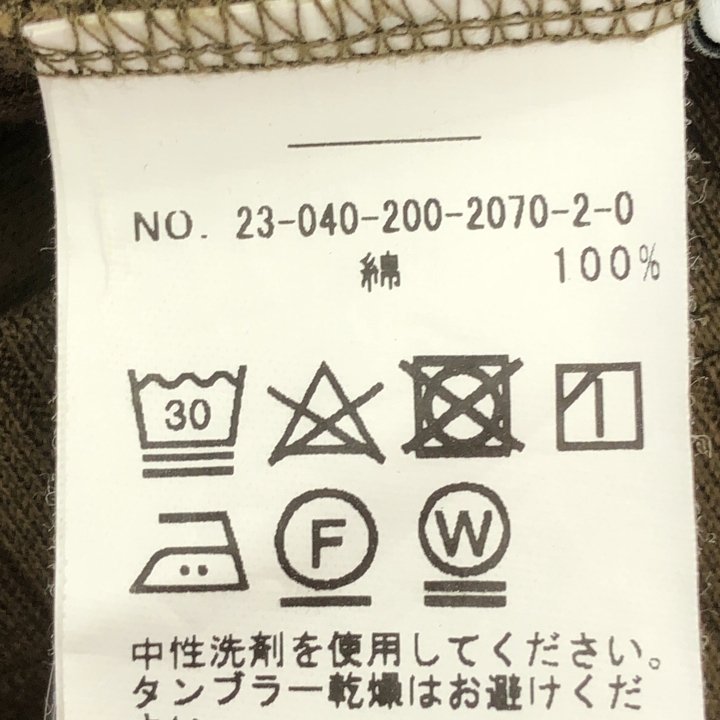 NO. 23-040-200-2070-2-0
綿 100%
30
F W
中性洗剤を使用してください。
タンブラー乾燥はお避けくだ